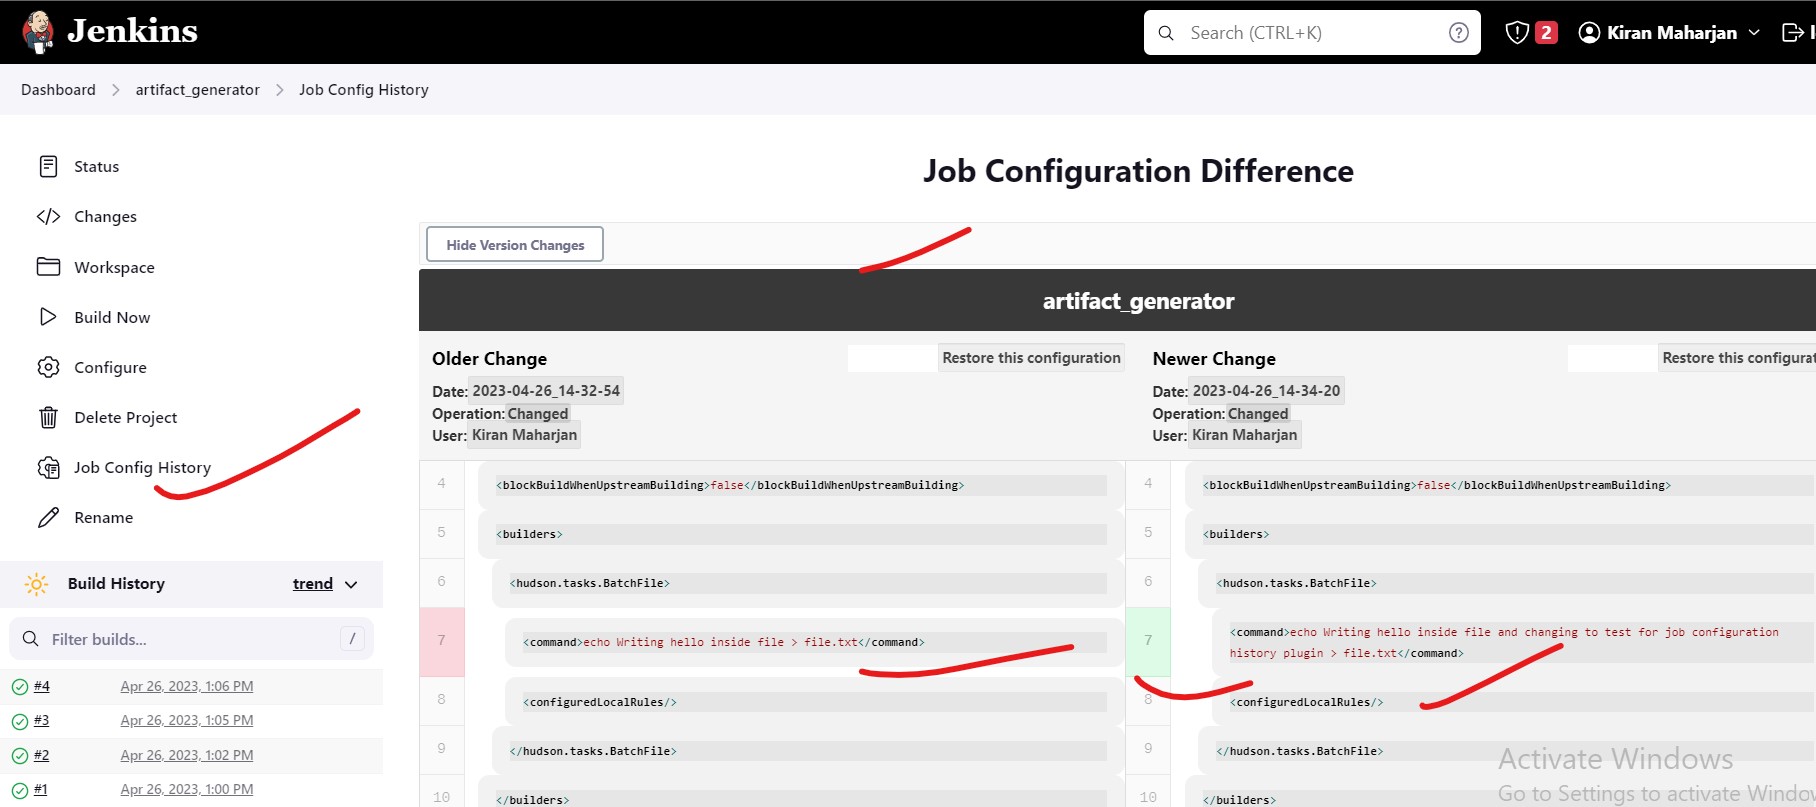 Jenkins
Search (CTRL+K)
2
Kiran Maharjan
Dashboard
artifact_generator
Job Config History
Status
Changes
Workspace
Build Now
Configure
Delete Project
Job Config History
Rename
Build History
trend
Filter builds...
/
#4 Apr 26, 2023, 1:06 PM
#3 Apr 26, 2023, 1:05 PM
#2 Apr 26, 2023, 1:02 PM
#1 Apr 26, 2023, 1:00 PM
Job Configuration Difference
Hide Version Changes
artifact_generator
Older Change
Restore this configuration
Date: 2023-04-26_14-32-54
Operation: Changed
User: Kiran Maharjan
Newer Change
Restore this configurat
Date: 2023-04-26_14-34-20
Operation: Changed
User: Kiran Maharjan
4 <blockBuildWhenUpstreamBuilding>false</blockBuildWhenUpstreamBuilding>
5 <builders>
6 <hudson.tasks.BatchFile>
7 <command>echo Writing hello inside file > file.txt</command>
8 <configuredLocalRules/>
9 </hudson.tasks.BatchFile>
10 </builders>
4 <blockBuildWhenUpstreamBuilding>false</blockBuildWhenUpstreamBuilding>
5 <builders>
6 <hudson.tasks.BatchFile>
7 <command>echo Writing hello inside file and changing to test for job configuration
history plugin > file.txt</command>
8 <configuredLocalRules/>
9 </hudson.tasks.BatchFile>
10 </builders>
Activate Windows
Go to Settings to activate Window